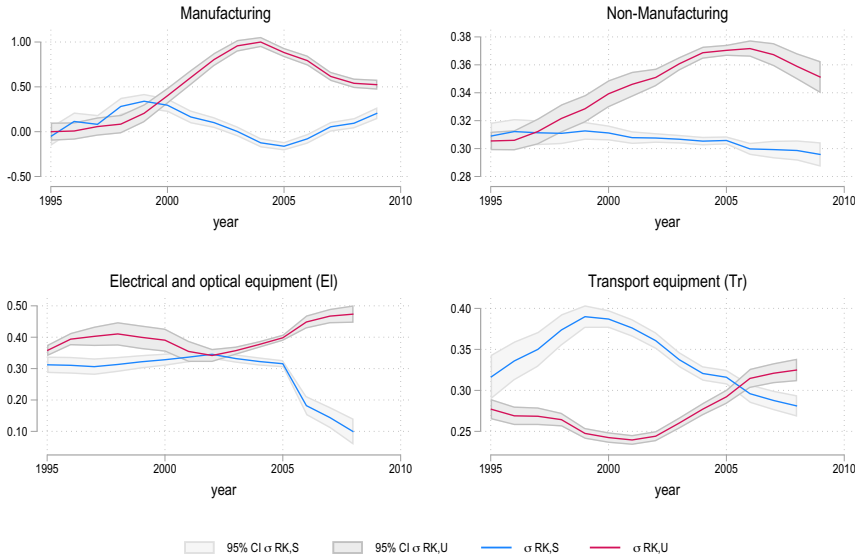 Manufacturing
1.00
0.50
0.00
-0.50
1995 2000 2005 2010
year
Non-Manufacturing
0.38
0.36
0.34
0.32
0.30
0.28
1995 2000 2005 2010
year
Electrical and optical equipment (El)
0.50
0.40
0.30
0.20
0.10
1995 2000 2005 2010
year
Transport equipment (Tr)
0.40
0.35
0.30
0.25
1995 2000 2005 2010
year
95% CI σ RK,S 95% CI σ RK,U σ RK,S σ RK,U